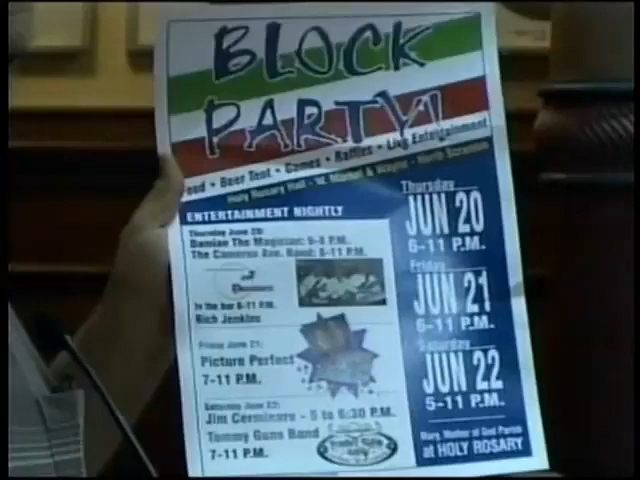 BLOCK
PARTY!
Food • Beer Tent • Games • Raffles • Live Entertainment
Holy Rosary Hall - W. Market & Wayne - North Scranton
ENTERTAINMENT NIGHTLY
Thursday June 20:
Damian The Magician: 6-8 P.M.
The Cameron Ave. Band: 8-11 P.M.
In the bar 8-11 P.M.
Rich Jenkins
Friday June 21:
Picture Perfect
7-11 P.M.
Saturday June 22:
Jim Cerminaro - 5 to 6:30 P.M.
Tommy Guns Band
7-11 P.M.
Thursday
JUN 20
6-11 P.M.
Friday
JUN 21
6-11 P.M.
Saturday
JUN 22
5-11 P.M.
Mary, Mother of God Parish
at HOLY ROSARY